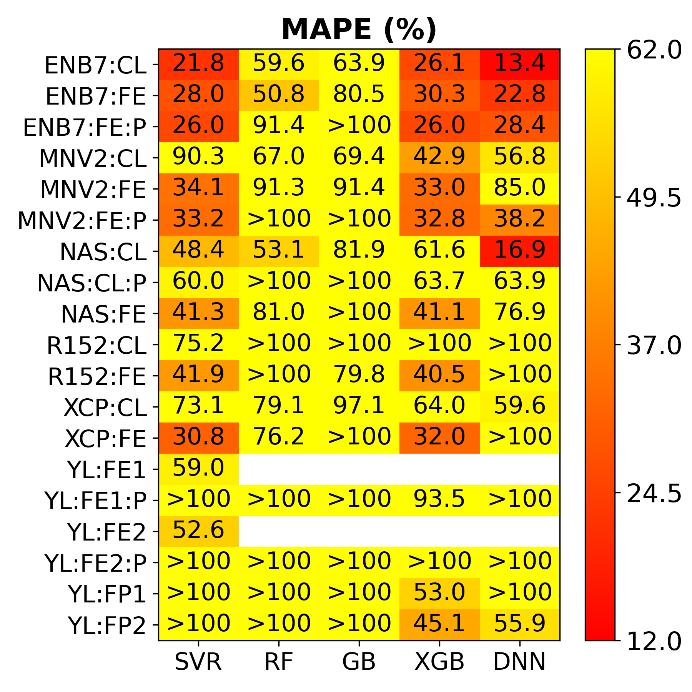 MAPE (%)
ENB7:CL 21.8 59.6 63.9 26.1 13.4
ENB7:FE 28.0 50.8 80.5 30.3 22.8
ENB7:FE:P 26.0 91.4 >100 26.0 28.4
MNV2:CL 90.3 67.0 69.4 42.9 56.8
MNV2:FE 34.1 91.3 91.4 33.0 85.0
MNV2:FE:P 33.2 >100 >100 32.8 38.2
NAS:CL 48.4 53.1 81.9 61.6 16.9
NAS:CL:P 60.0 >100 >100 63.7 63.9
NAS:FE 41.3 81.0 >100 41.1 76.9
R152:CL 75.2 >100 >100 >100 >100
R152:FE 41.9 >100 79.8 40.5 >100
XCP:CL 73.1 79.1 97.1 64.0 59.6
XCP:FE 30.8 76.2 >100 32.0 >100
YL:FE1 59.0
YL:FE1:P >100 >100 >100 93.5 >100
YL:FE2 52.6
YL:FE2:P >100 >100 >100 >100 >100
YL:FP1 >100 >100 >100 53.0 >100
YL:FP2 >100 >100 >100 45.1 55.9
SVR RF GB XGB DNN
62.0
49.5
37.0
24.5
12.0